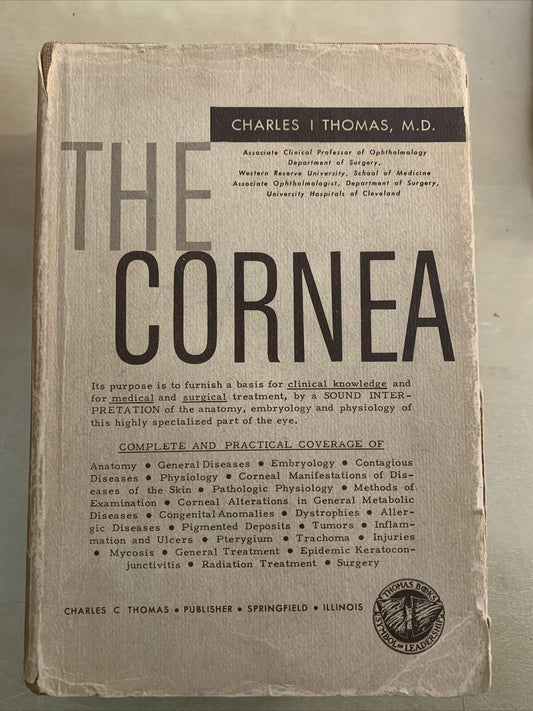 CHARLES I THOMAS, M.D.
Associate Clinical Professor of Ophthalmology
Department of Surgery,
Western Reserve University, School of Medicine
Associate Ophthalmologist, Department of Surgery,
University Hospitals of Cleveland
THE
CORNEA
Its purpose is to furnish a basis for clinical knowledge and
for medical and surgical treatment, by a SOUND INTER-
PRETATION of the anatomy, embryology and physiology of
this highly specialized part of the eye.
COMPLETE AND PRACTICAL COVERAGE OF
Anatomy • General Diseases • Embryology • Contagious
Diseases • Physiology • Corneal Manifestations of Dis-
eases of the Skin • Pathologic Physiology • Methods of
Examination • Corneal Alterations in General Metabolic
Diseases • Congenital Anomalies • Dystrophies • Aller-
gic Diseases • Pigmented Deposits • Tumors • Inflam-
mation and Ulcers • Pterygium • Trachoma • Injuries
• Mycosis • General Treatment • Epidemic Keratocon-
junctivitis • Radiation Treatment • Surgery
CHARLES C THOMAS • PUBLISHER • SPRINGFIELD • ILLINOIS
THOMAS BOOKS
SYMBOL OF LEADERSHIP